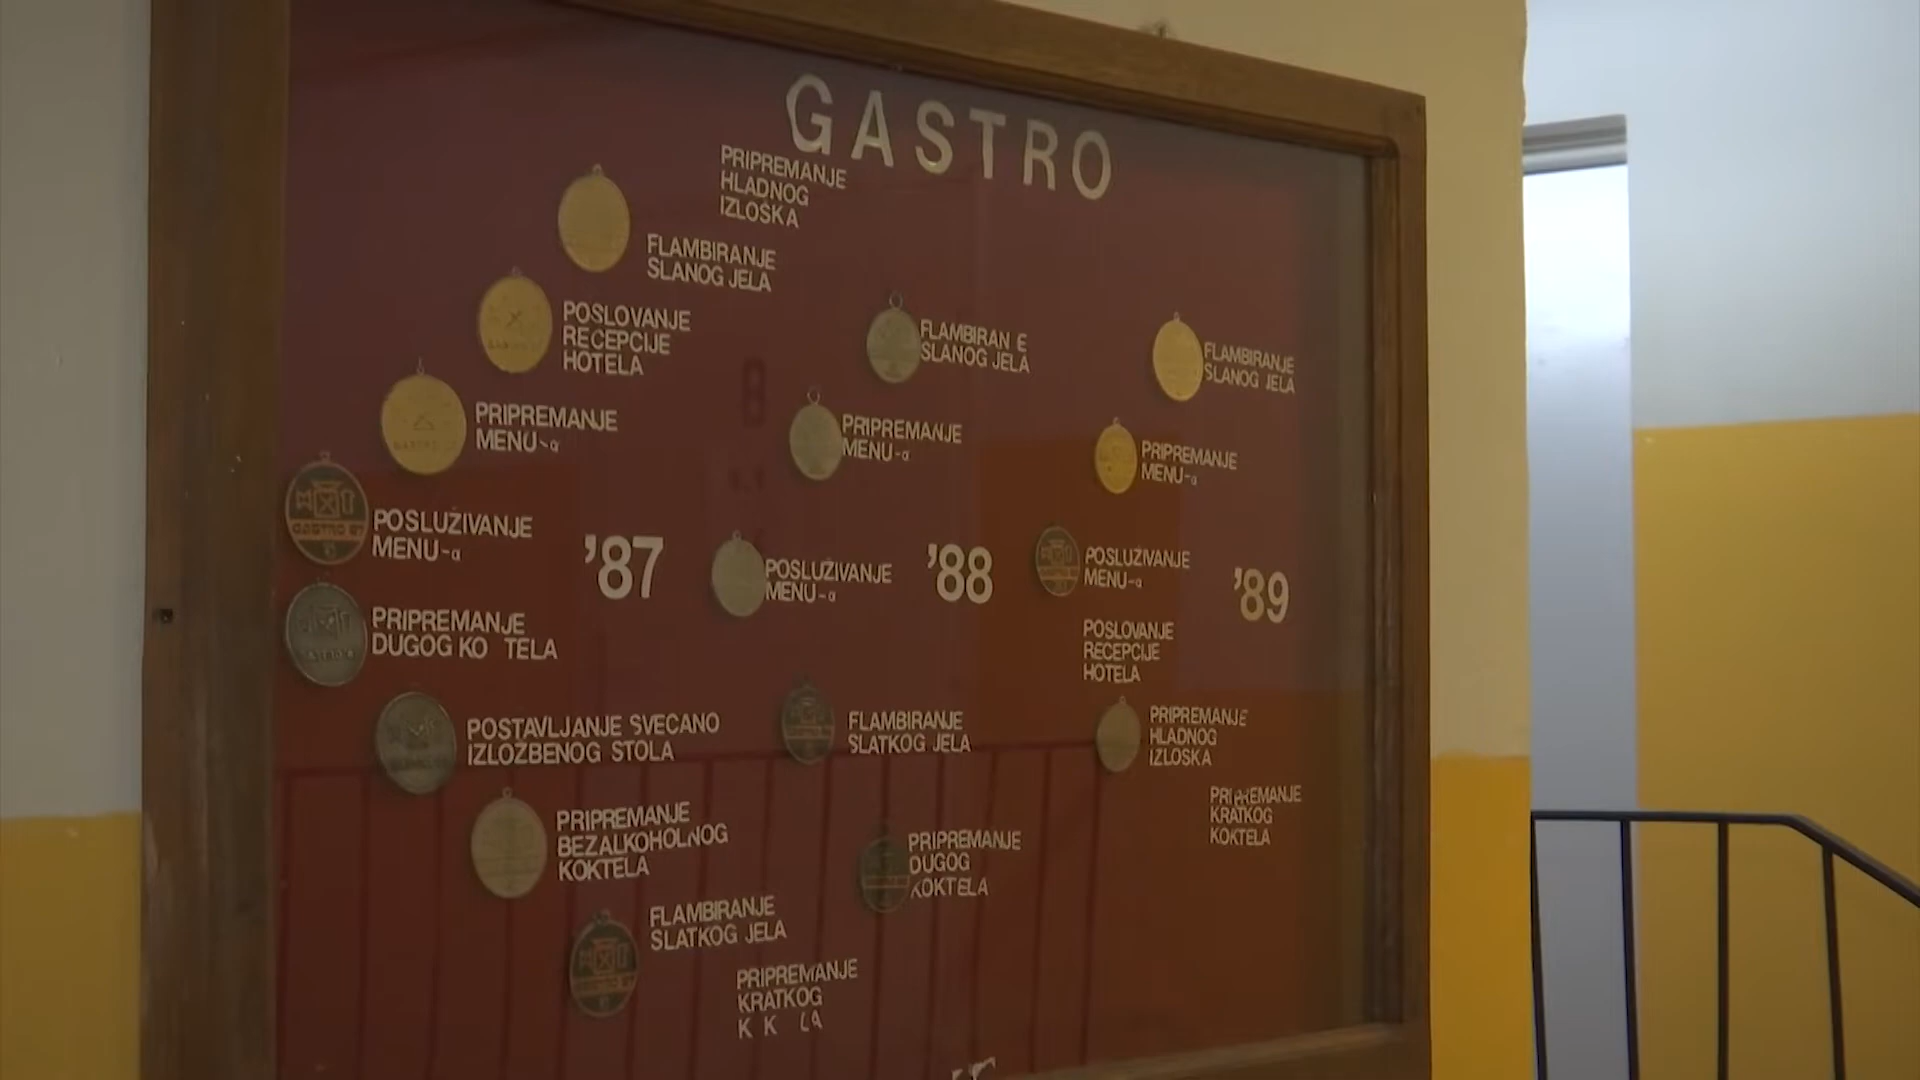 GASTRO
PRIPREMANJE
HLADNOG
IZLOSKA
FLAMBIRANJE
SLANOG JELA
POSLOVANJE
RECEPCIJE
HOTELA
PRIPREMANJE
MENU-a
POSLUŽIVANJE
MENU-a
'87
PRIPREMANJE
DUGOG KO TELA
POSTAVLJANJE SVECANO
IZLOZBENOG STOLA
PRIPREMANJE
BEZALKOHOLNOG
KOKTELA
FLAMBIRANJE
SLATKOG JELA
PRIPREMANJE
KRATKOG
K K LA
FLAMBIRAN E
SLANOG JELA
PRIPREMANJE
MENU-a
POSLUŽIVANJE
MENU-a
'88
FLAMBIRANJE
SLATKOG JELA
PRIPREMANJE
DUGOG
KOKTELA
FLAMBIRANJE
SLANOG JELA
PRIPREMANJE
MENU-a
POSLUŽIVANJE
MENU-a
'89
POSLOVANJE
RECEPCIJE
HOTELA
PRIPREMANJE
HLADNOG
IZLOSKA
PRIPREMANJE
KRATKOG
KOKTELA